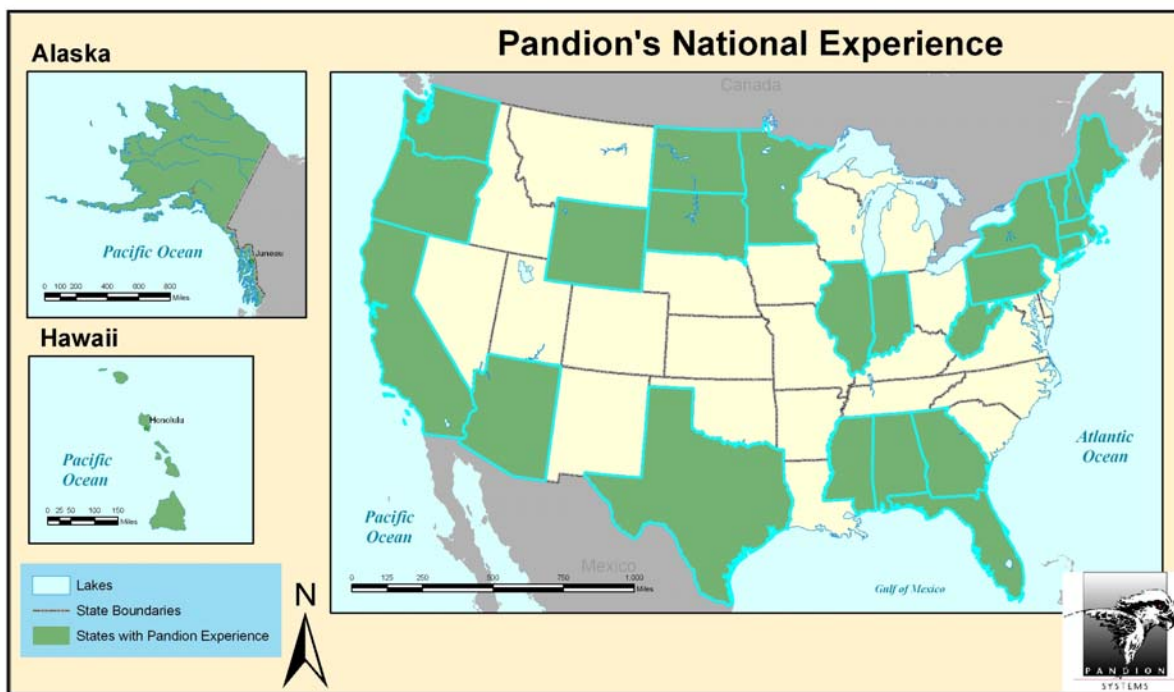 Pandion's National Experience
Alaska
Pacific Ocean
Juneau
0 100 200 400 600 800
Miles
Hawaii
Honolulu
Pacific
Ocean
0 25 50 100 150
Miles
Canada
Atlantic
Ocean
Pacific
Ocean
Mexico
Gulf of Mexico
0 125 250 500 750 1,000
Miles
Lakes
State Boundaries
States with Pandion Experience
N
PANDION
SYSTEMS